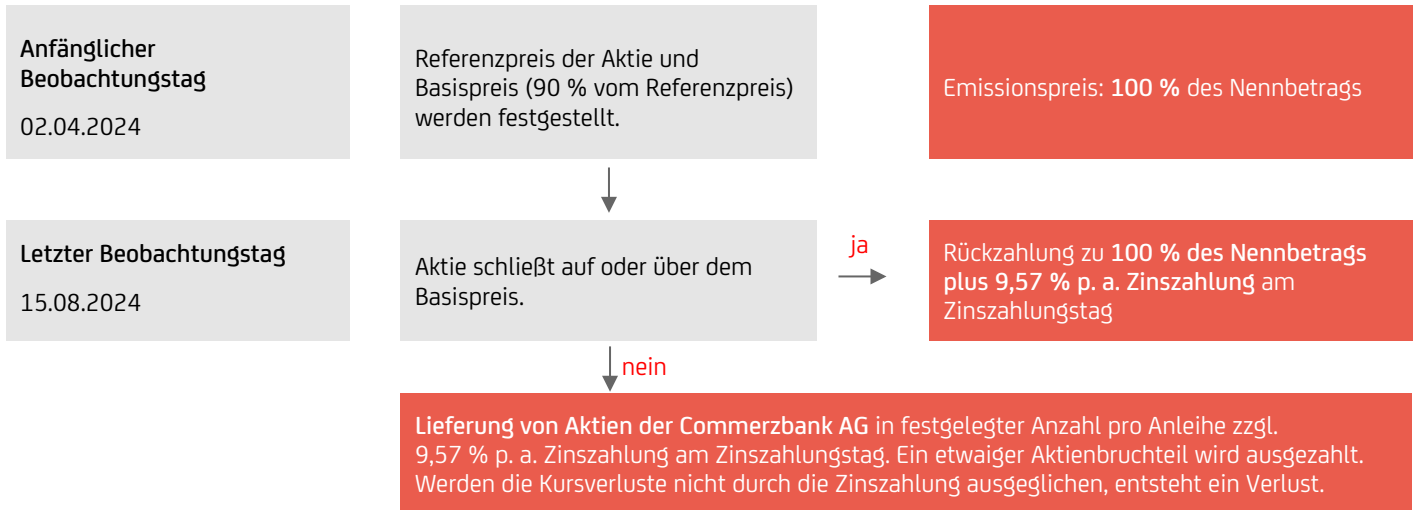 Anfänglicher
Beobachtungstag
02.04.2024
Referenzpreis der Aktie und
Basispreis (90 % vom Referenzpreis)
werden festgestellt.
Emissionspreis: 100 % des Nennbetrags
Letzter Beobachtungstag
15.08.2024
Aktie schließt auf oder über dem
Basispreis.
ja
Rückzahlung zu 100 % des Nennbetrags
plus 9,57 % p. a. Zinszahlung am
Zinszahlungstag
nein
Lieferung von Aktien der Commerzbank AG in festgelegter Anzahl pro Anleihe zzgl.
9,57 % p. a. Zinszahlung am Zinszahlungstag. Ein etwaiger Aktienbruchteil wird ausgezahlt.
Werden die Kursverluste nicht durch die Zinszahlung ausgeglichen, entsteht ein Verlust.